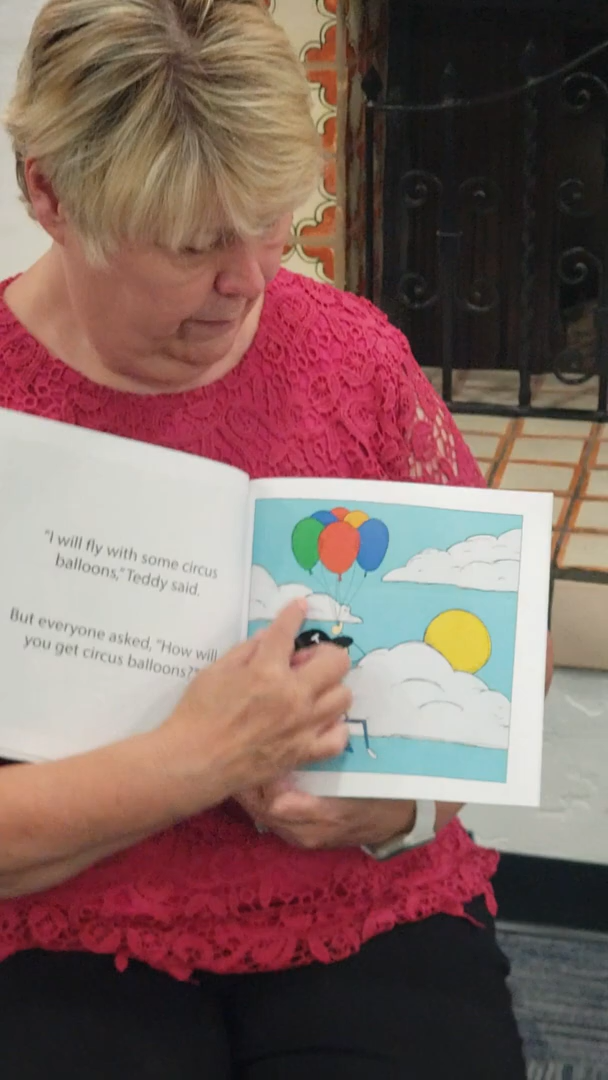 "I will fly with some circus
balloons," Teddy said.
But everyone asked, "How will
you get circus balloons?"